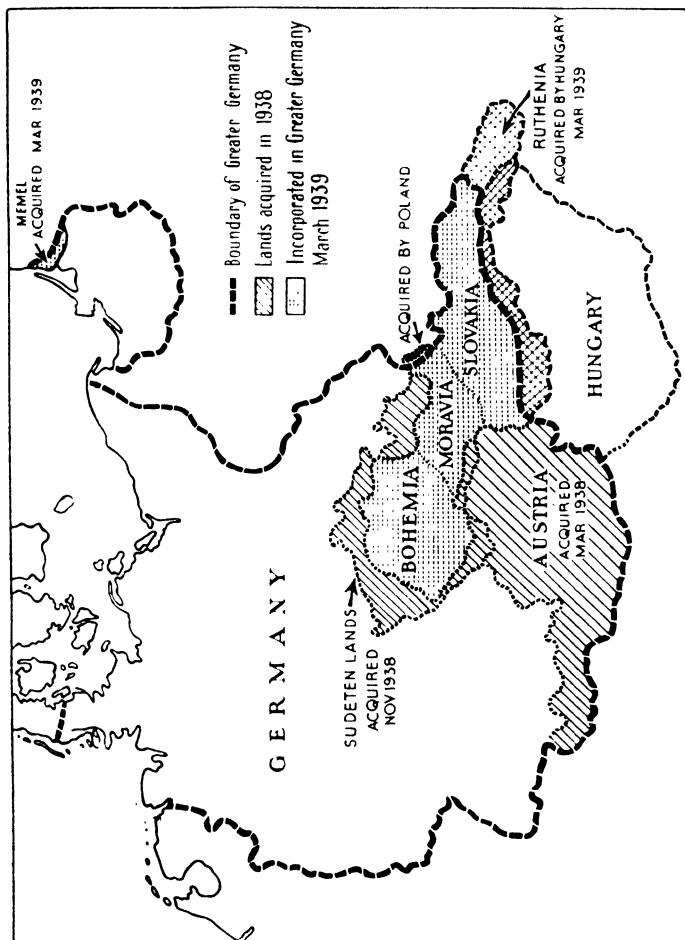 MEMEL
ACQUIRED MAR 1939
Boundary of Greater Germany
Lands acquired in 1938
Incorporated in Greater Germany
March 1939
GERMANY
SUDETEN LANDS
ACQUIRED
NOV 1938
BOHEMIA
MORAVIA
SLOVAKIA
ACQUIRED BY POLAND
RUTHENIA
ACQUIRED BY HUNGARY
MAR 1939
AUSTRIA
ACQUIRED
MAR 1938
HUNGARY